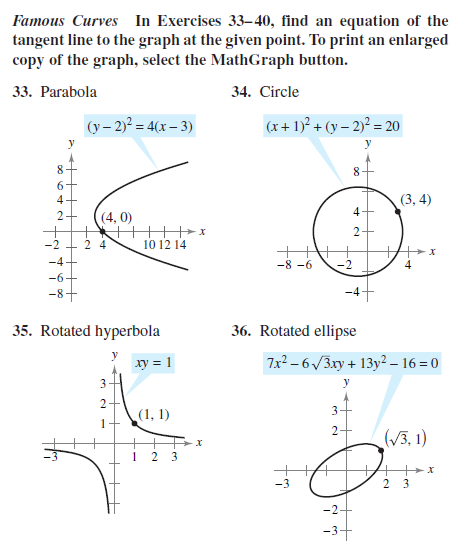 Famous Curves In Exercises 33–40, find an equation of the
tangent line to the graph at the given point. To print an enlarged
copy of the graph, select the MathGraph button.
33. Parabola
(y – 2)² = 4(x – 3)
y
8
6
4
2
(4, 0)
x
–2
2 4
10 12 14
–4
–6
–8
34. Circle
(x + 1)² + (y – 2)² = 20
y
8
(3, 4)
4
2
x
–8 –6
–2
4
–4
35. Rotated hyperbola
xy = 1
y
3
2
(1, 1)
1
x
–3
1 2 3
36. Rotated ellipse
7x² – 6√3xy + 13y² – 16 = 0
y
3
2
(√3, 1)
x
–3
2 3
–2
–3